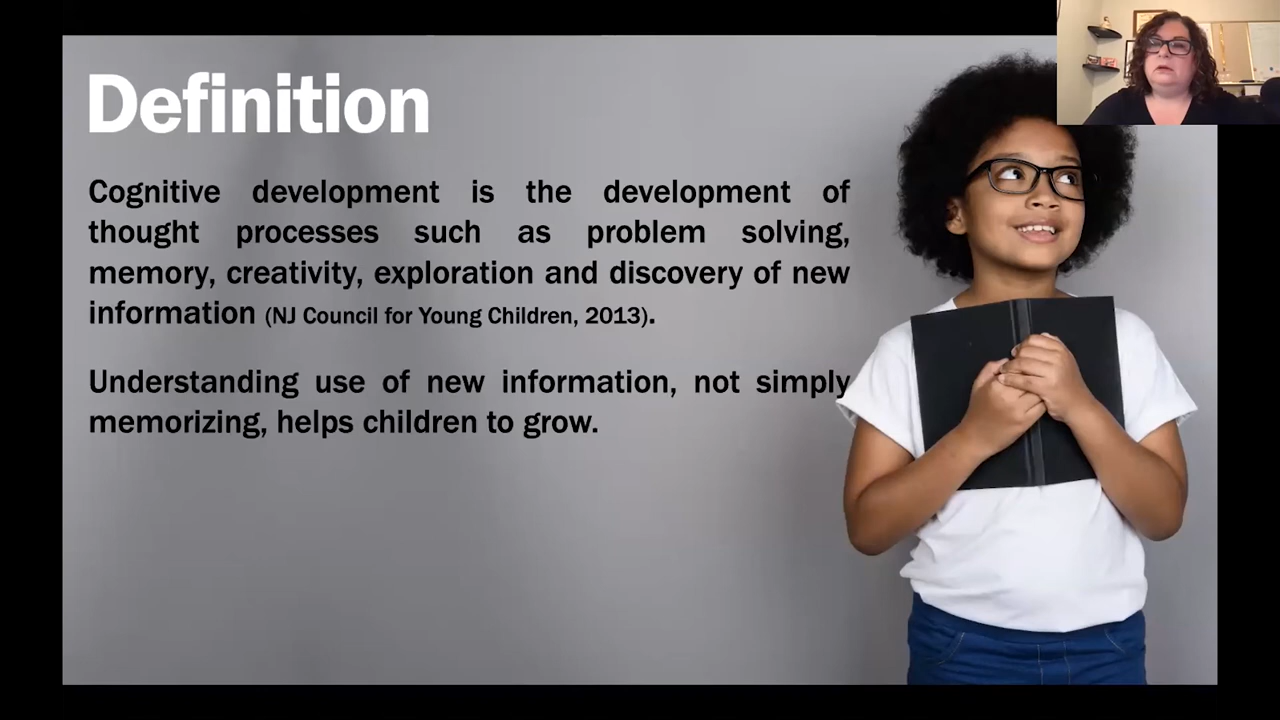 Definition
Cognitive development is the development of
thought processes such as problem solving,
memory, creativity, exploration and discovery of new
information (NJ Council for Young Children, 2013).
Understanding use of new information, not simply
memorizing, helps children to grow.